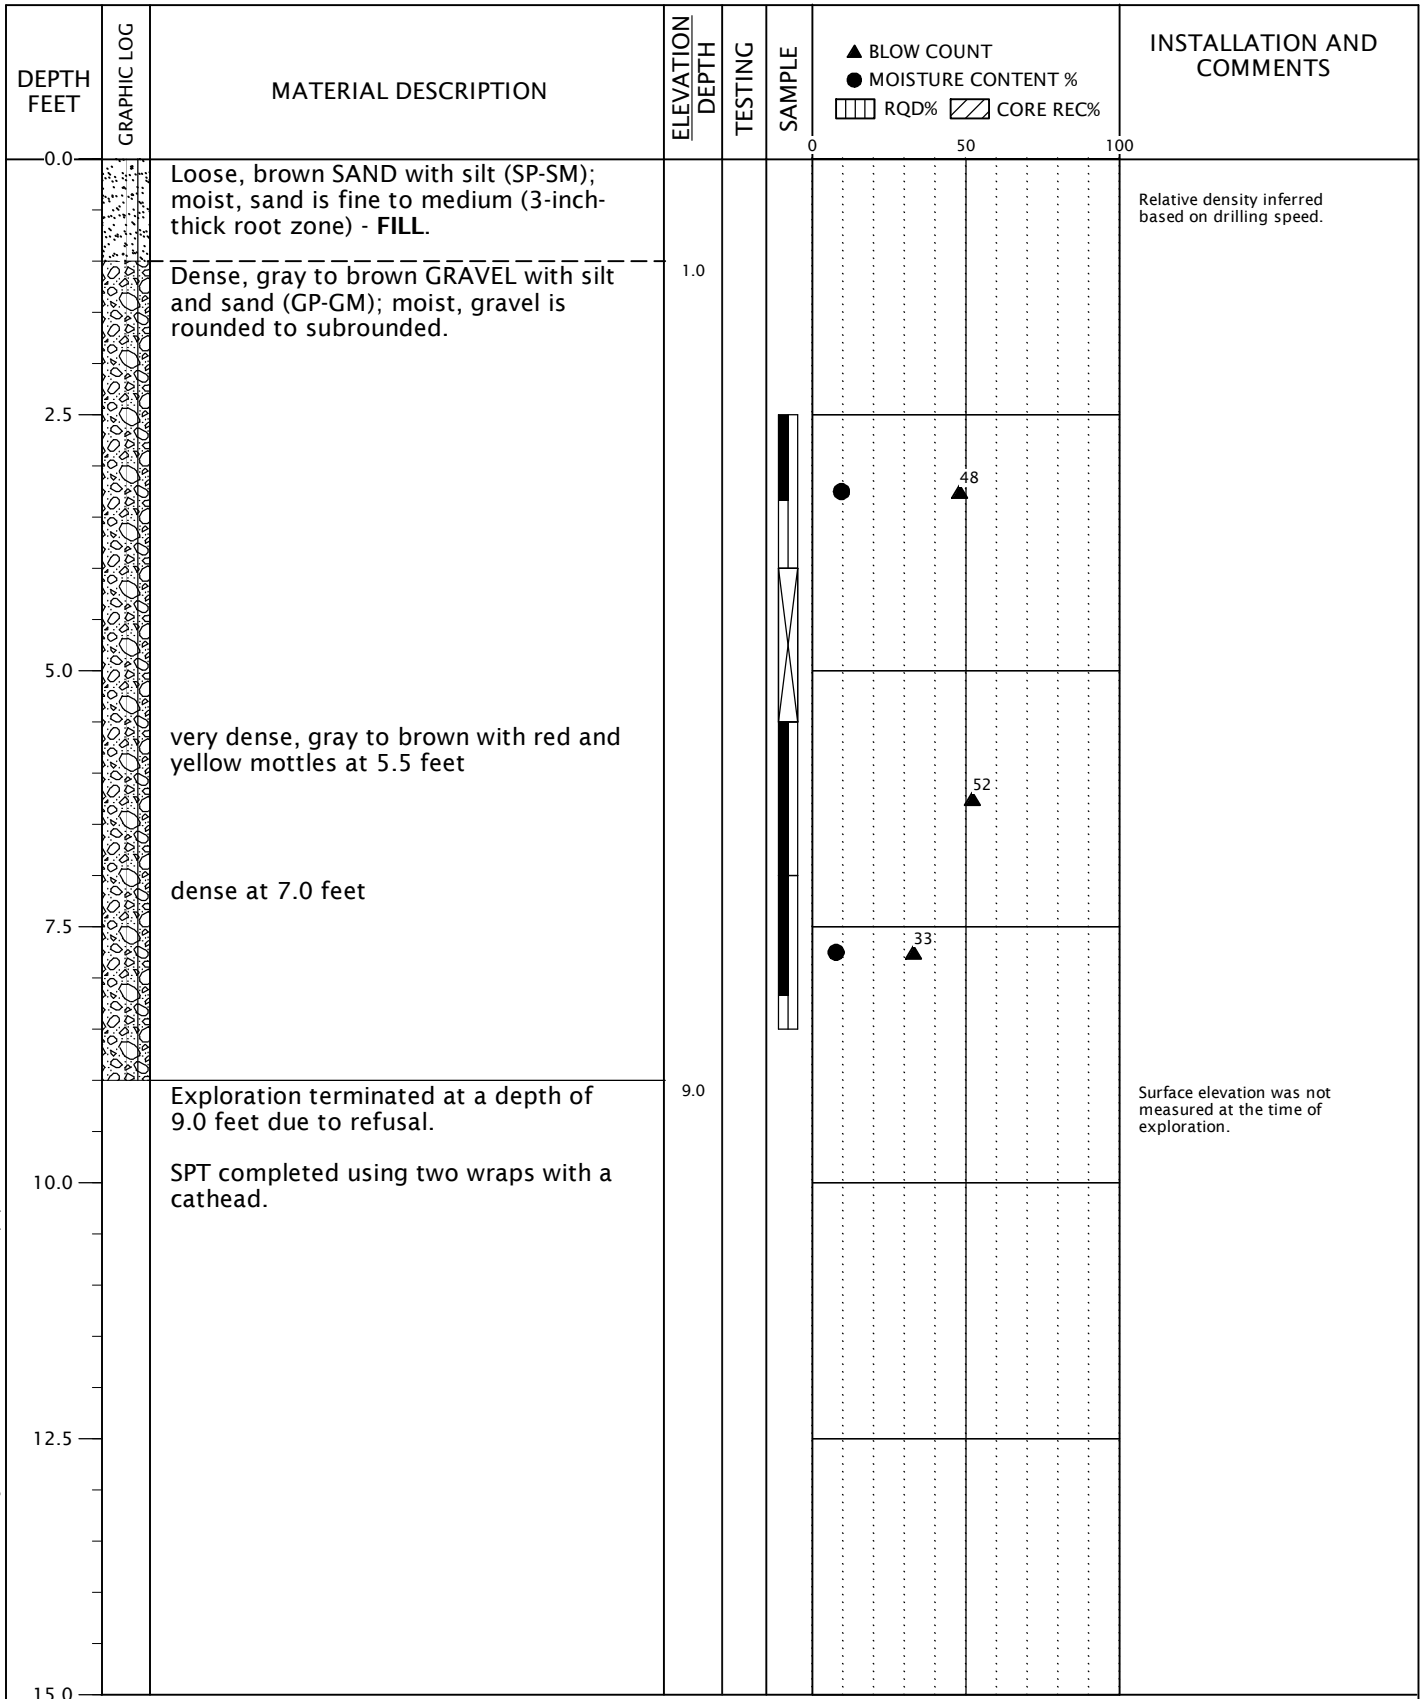 DEPTH
FEET
GRAPHIC LOG
MATERIAL DESCRIPTION
ELEVATION
DEPTH
TESTING
SAMPLE
▲ BLOW COUNT
● MOISTURE CONTENT %
RQD% CORE REC%
0 50 100
INSTALLATION AND
COMMENTS
0.0
Loose, brown SAND with silt (SP-SM);
moist, sand is fine to medium (3-inch-
thick root zone) - FILL.
Relative density inferred
based on drilling speed.
1.0
Dense, gray to brown GRAVEL with silt
and sand (GP-GM); moist, gravel is
rounded to subrounded.
2.5
48
5.0
very dense, gray to brown with red and
yellow mottles at 5.5 feet
52
dense at 7.0 feet
7.5
33
9.0
Exploration terminated at a depth of
9.0 feet due to refusal.
Surface elevation was not
measured at the time of
exploration.
SPT completed using two wraps with a
cathead.
10.0
12.5
15.0